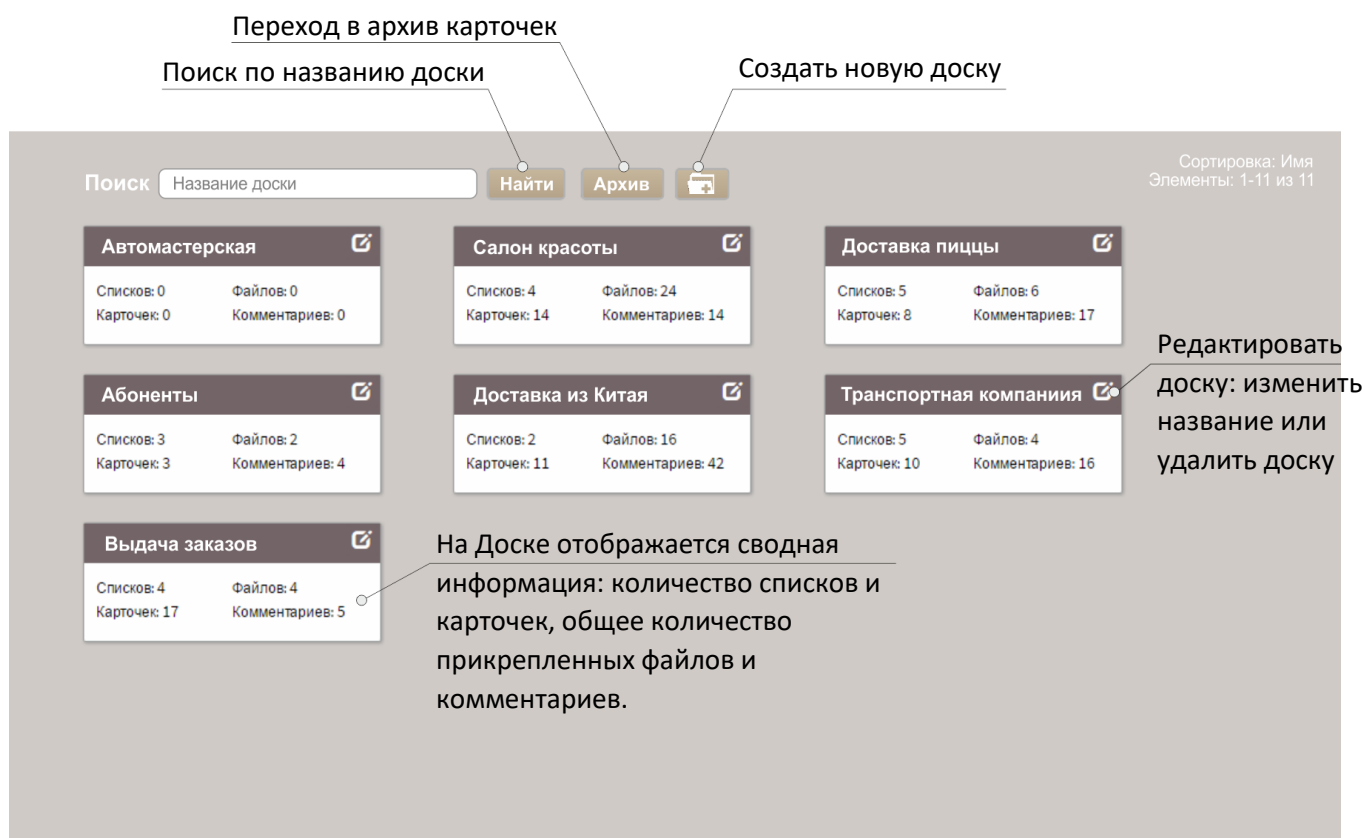 Переход в архив карточек
Поиск по названию доски
Создать новую доску
Сортировка: Имя
Элементы: 1-11 из 11
Поиск
Название доски
Найти
Архив
Автомастерская
Списков: 0 Файлов: 0
Карточек: 0 Комментариев: 0
Салон красоты
Списков: 4 Файлов: 24
Карточек: 14 Комментариев: 14
Доставка пиццы
Списков: 5 Файлов: 6
Карточек: 8 Комментариев: 17
Абоненты
Списков: 3 Файлов: 2
Карточек: 3 Комментариев: 4
Доставка из Китая
Списков: 2 Файлов: 16
Карточек: 11 Комментариев: 42
Транспортная компаниия
Списков: 5 Файлов: 4
Карточек: 10 Комментариев: 16
Редактировать
доску: изменить
название или
удалить доску
Выдача заказов
Списков: 4 Файлов: 4
Карточек: 17 Комментариев: 5
На Доске отображается сводная
информация: количество списков и
карточек, общее количество
прикрепленных файлов и
комментариев.